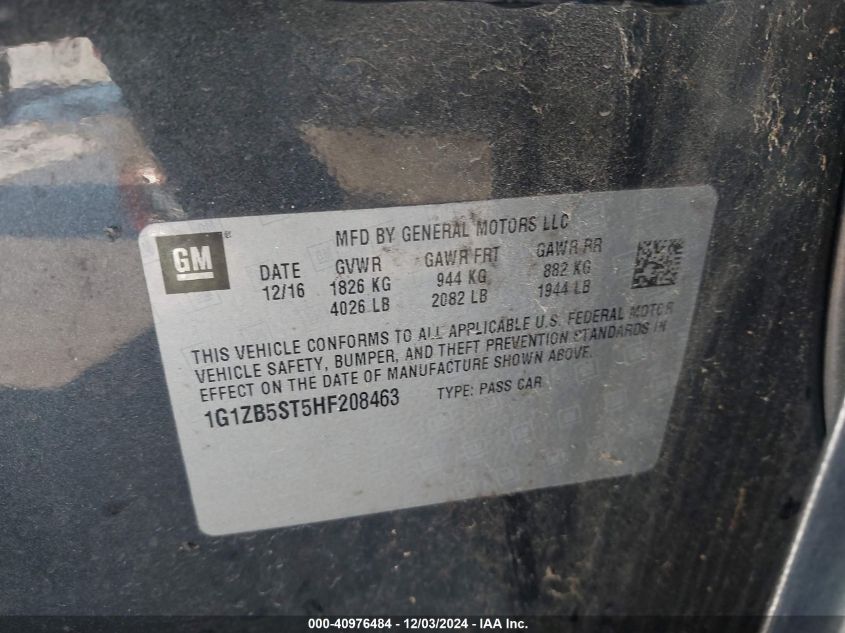 GM®
MFD BY GENERAL MOTORS LLC
DATE GVWR GAWR FRT GAWR RR
12/16 1826 KG 944 KG 882 KG
4026 LB 2082 LB 1944 LB
THIS VEHICLE CONFORMS TO ALL APPLICABLE U.S. FEDERAL MOTOR
VEHICLE SAFETY, BUMPER, AND THEFT PREVENTION STANDARDS IN
EFFECT ON THE DATE OF MANUFACTURE SHOWN ABOVE.
1G1ZB5ST5HF208463 TYPE: PASS CAR
000-40976484 - 12/03/2024 - IAA Inc.